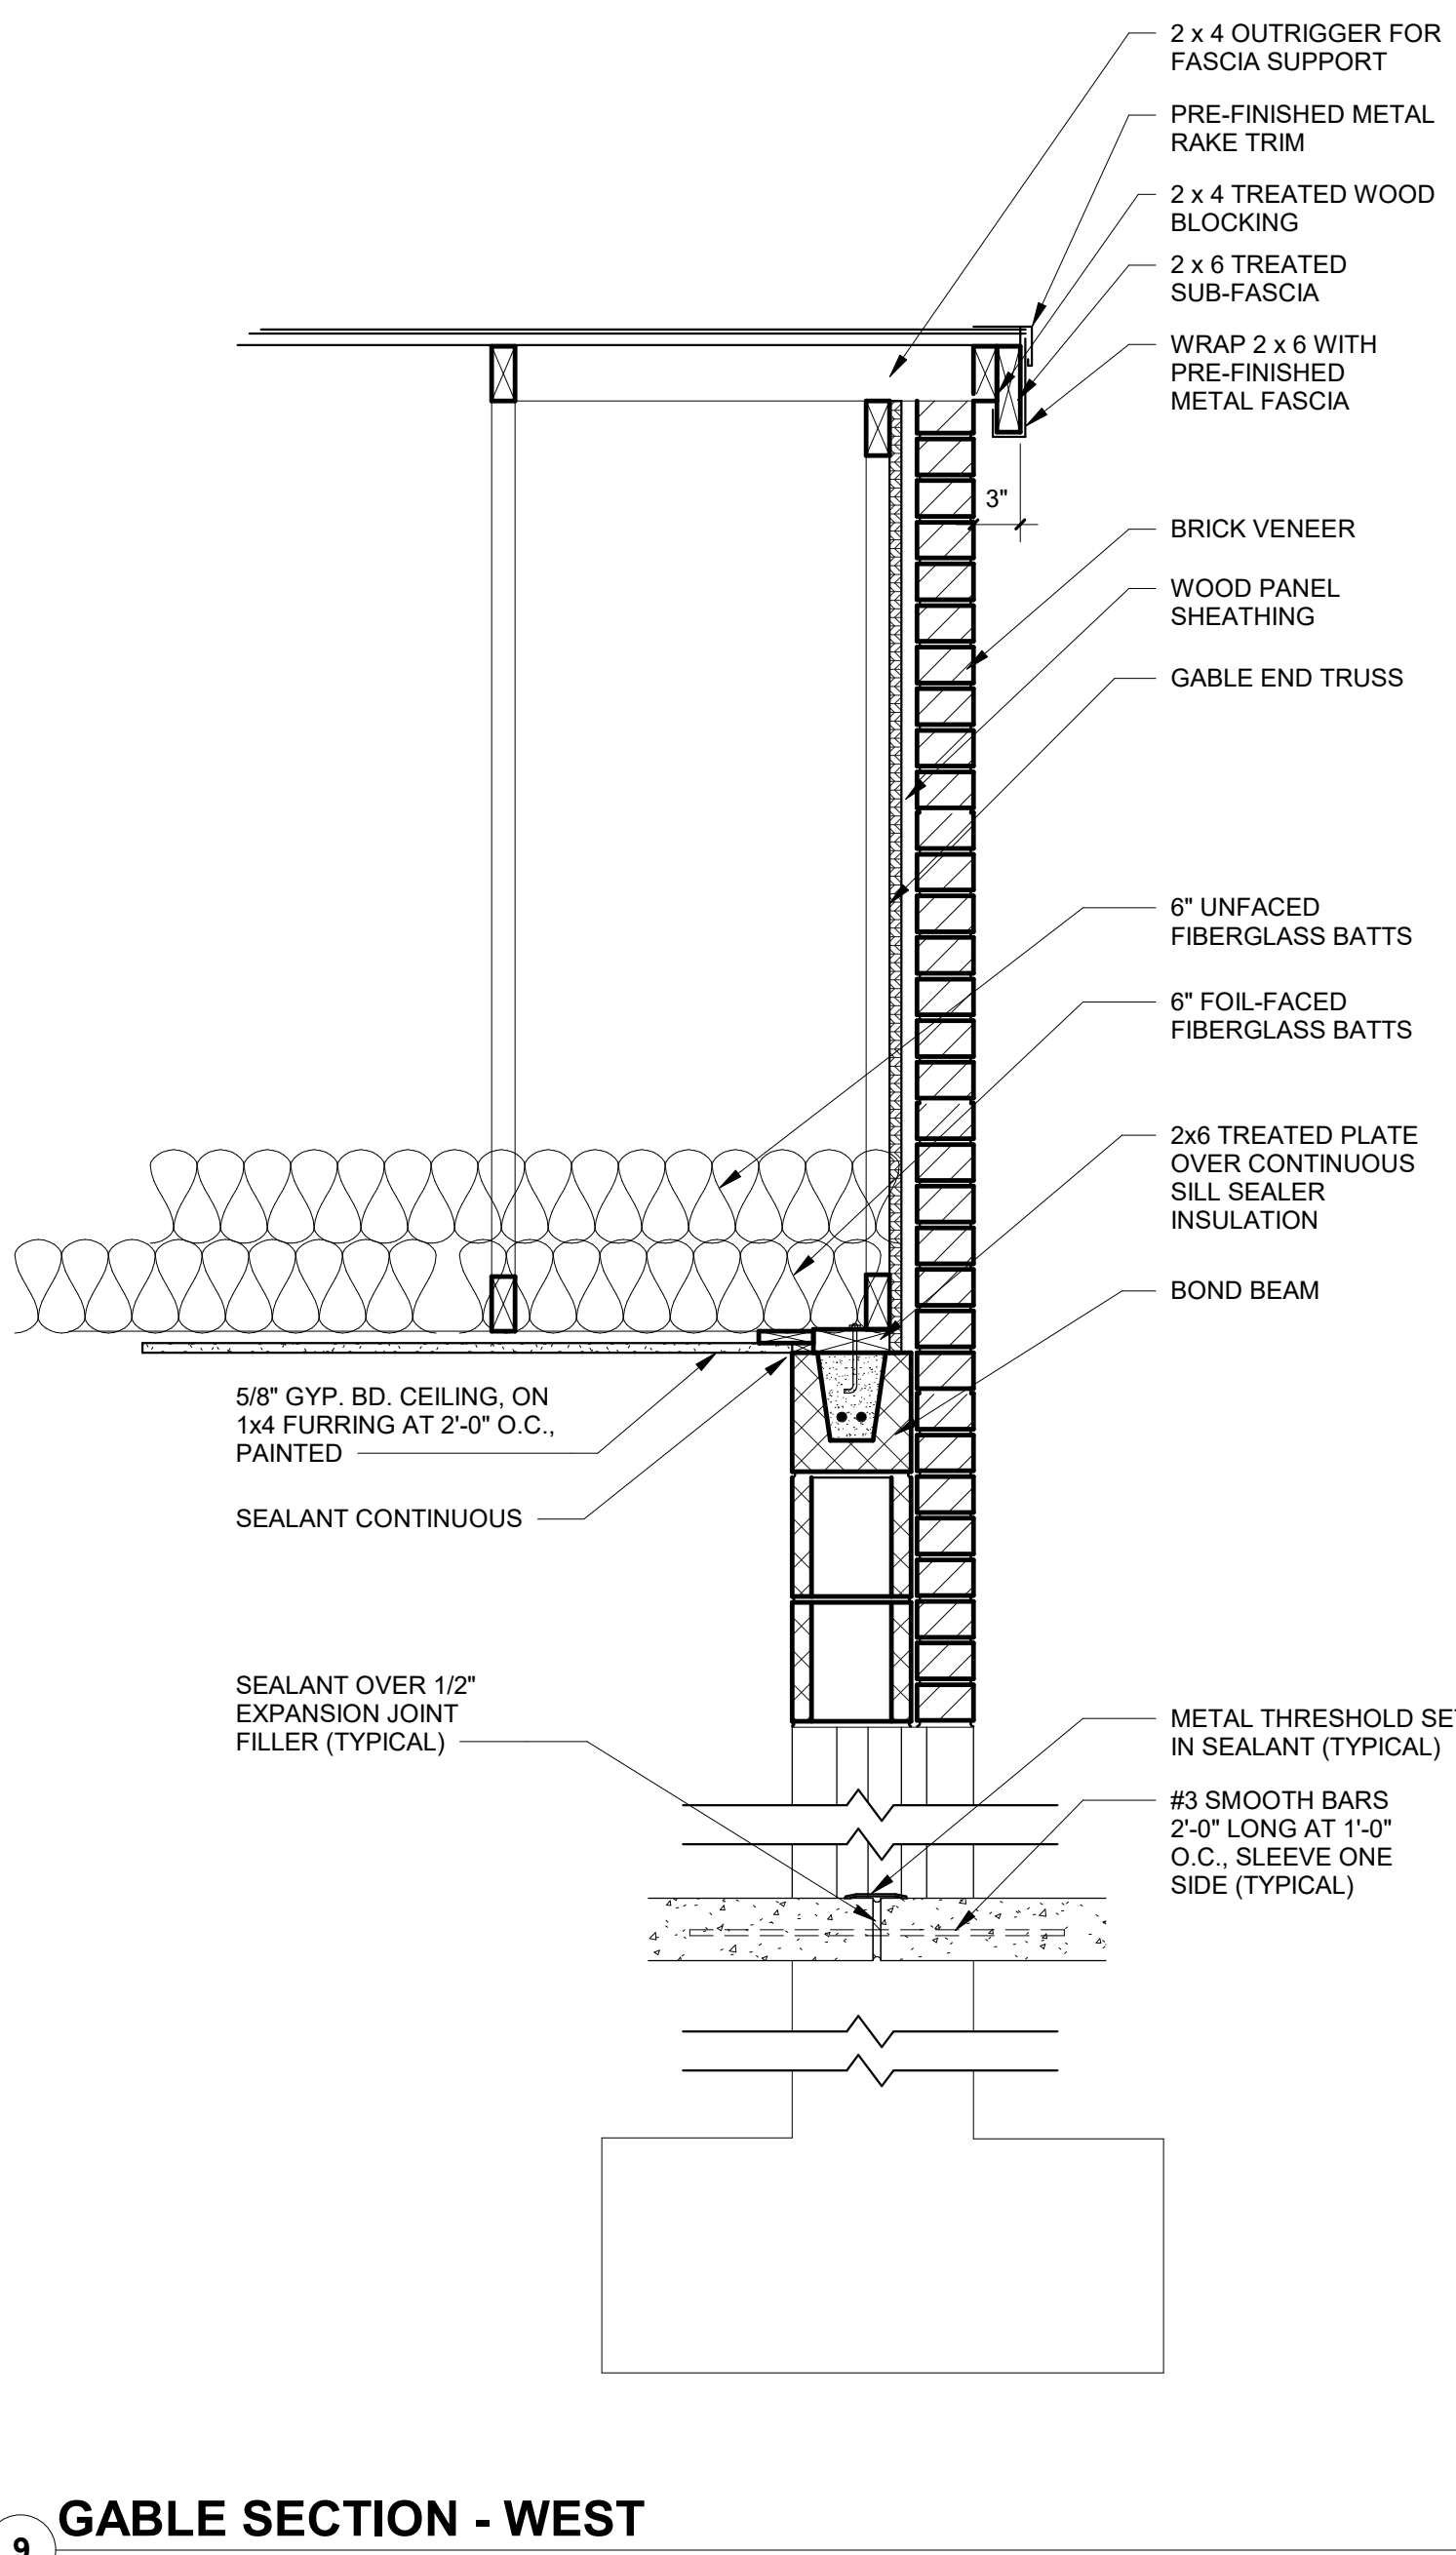 2 x 4 OUTRIGGER FOR
FASCIA SUPPORT
PRE-FINISHED METAL
RAKE TRIM
2 x 4 TREATED WOOD
BLOCKING
2 x 6 TREATED
SUB-FASCIA
WRAP 2 x 6 WITH
PRE-FINISHED
METAL FASCIA
3"
BRICK VENEER
WOOD PANEL
SHEATHING
GABLE END TRUSS
6" UNFACED
FIBERGLASS BATTS
6" FOIL-FACED
FIBERGLASS BATTS
2x6 TREATED PLATE
OVER CONTINUOUS
SILL SEALER
INSULATION
BOND BEAM
5/8" GYP. BD. CEILING, ON
1x4 FURRING AT 2'-0" O.C.,
PAINTED
SEALANT CONTINUOUS
SEALANT OVER 1/2"
EXPANSION JOINT
FILLER (TYPICAL)
METAL THRESHOLD SET
IN SEALANT (TYPICAL)
#3 SMOOTH BARS
2'-0" LONG AT 1'-0"
O.C., SLEEVE ONE
SIDE (TYPICAL)
GABLE SECTION - WEST
9